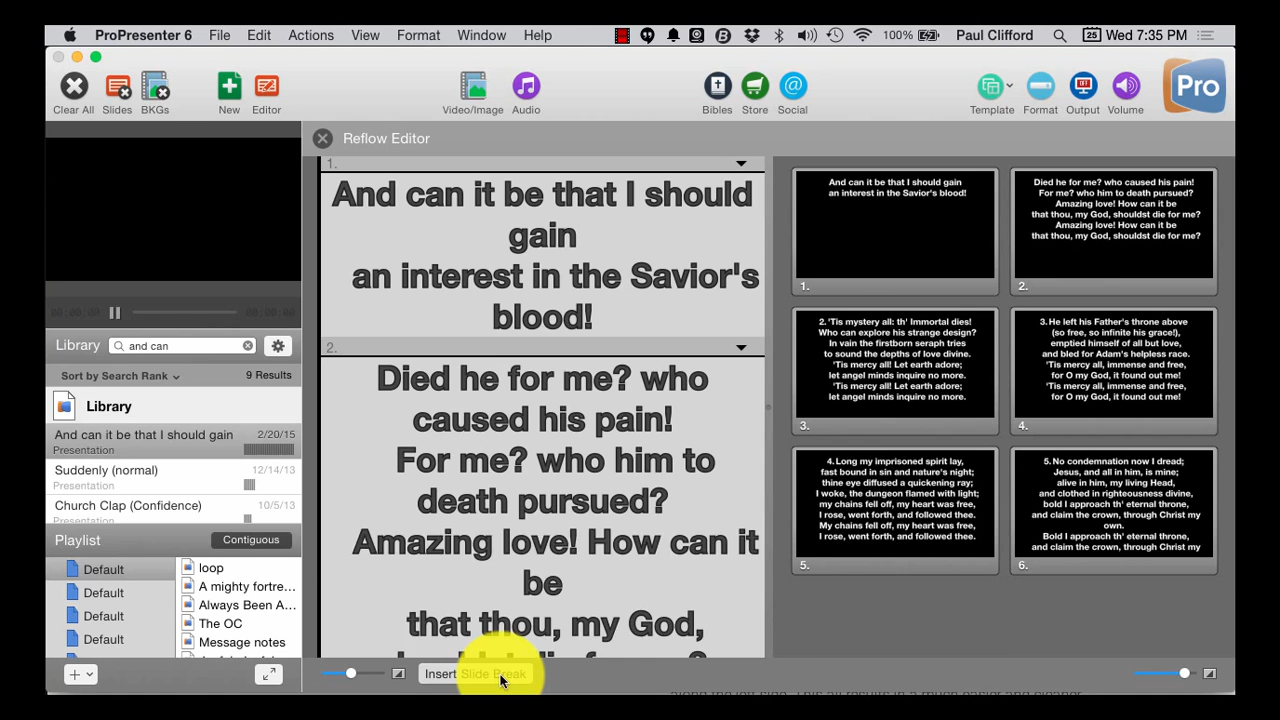 ProPresenter 6 File Edit Actions View Format Window Help 100% Paul Clifford 25 Wed 7:35 PM
Clear All Slides BKGs New Editor Video/Image Audio Bibles Store Social Template Format Output Volume Pro
Reflow Editor
00:00:00 00:00:00
Library and can
Sort by Search Rank 9 Results
Library
And can it be that I should gain 2/20/15
Presentation
Suddenly (normal) 12/14/13
Presentation
Church Clap (Confidence) 10/5/13
Presentation
Playlist Contiguous
Default
Default
Default
Default
loop
A mighty fortre...
Always Been A...
The OC
Message notes
1.
And can it be that I should
gain
an interest in the Savior's
blood!
2.
Died he for me? who
caused his pain!
For me? who him to
death pursued?
Amazing love! How can it
be
that thou, my God,
Insert Slide Break
And can it be that I should gain
an interest in the Savior's blood!
1.
Died he for me? who caused his pain!
For me? who him to death pursued?
Amazing love! How can it be
that thou, my God, shouldst die for me?
Amazing love! How can it be
that thou, my God, shouldst die for me?
2.
2. 'Tis mystery all: th' Immortal dies!
Who can explore his strange design?
In vain the firstborn seraph tries
to sound the depths of love divine.
'Tis mercy all! Let earth adore;
let angel minds inquire no more.
'Tis mercy all! Let earth adore;
let angel minds inquire no more.
3.
3. He left his Father's throne above
(so free, so infinite his grace!),
emptied himself of all but love,
and bled for Adam's helpless race.
'Tis mercy all, immense and free,
for O my God, it found out me!
'Tis mercy all, immense and free,
for O my God, it found out me!
4.
4. Long my imprisoned spirit lay,
fast bound in sin and nature's night;
thine eye diffused a quickening ray;
I woke, the dungeon flamed with light;
my chains fell off, my heart was free,
I rose, went forth, and followed thee.
My chains fell off, my heart was free,
I rose, went forth, and followed thee.
5.
5. No condemnation now I dread;
Jesus, and all in him, is mine;
alive in him, my living Head,
and clothed in righteousness divine,
bold I approach th' eternal throne,
and claim the crown, through Christ my
own.
Bold I approach th' eternal throne,
and claim the crown, through Christ my
6.